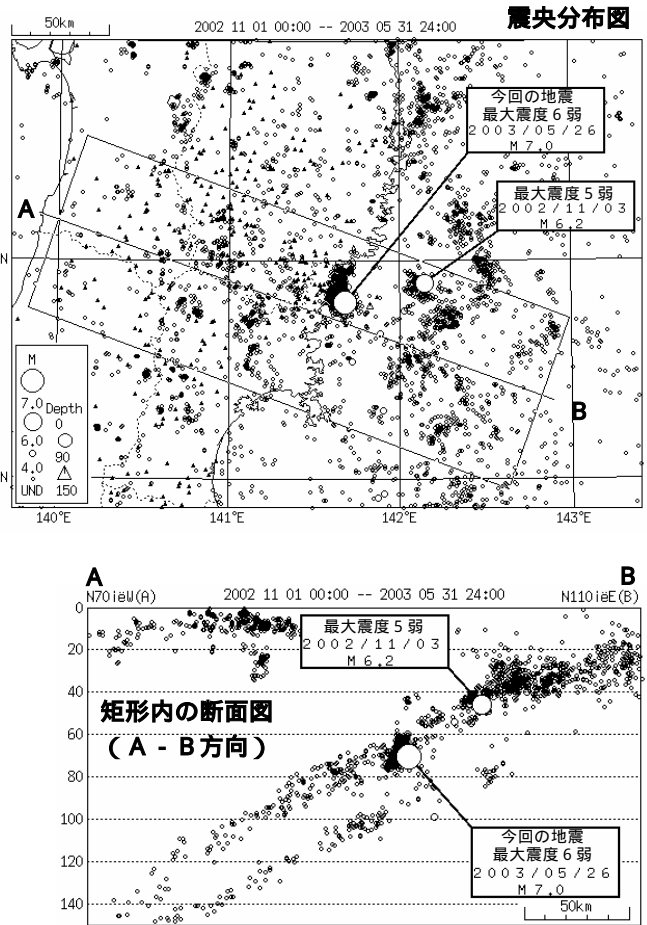 震央分布図
50km
2002 11 01 00:00 -- 2003 05 31 24:00
今回の地震
最大震度6弱
2003/05/26
M 7.0
A
最大震度5弱
2002/11/03
M 6.2
N
M
7.0
6.0
4.0
UND
Depth
0
90
150
B
N
140°E
141°E
142°E
143°E
A
B
2002 11 01 00:00 -- 2003 05 31 24:00
0
20
40
60
80
100
120
140
最大震度5弱
2002/11/03
M 6.2
矩形内の断面図
(A-B方向)
今回の地震
最大震度6弱
2003/05/26
M 7.0
50km